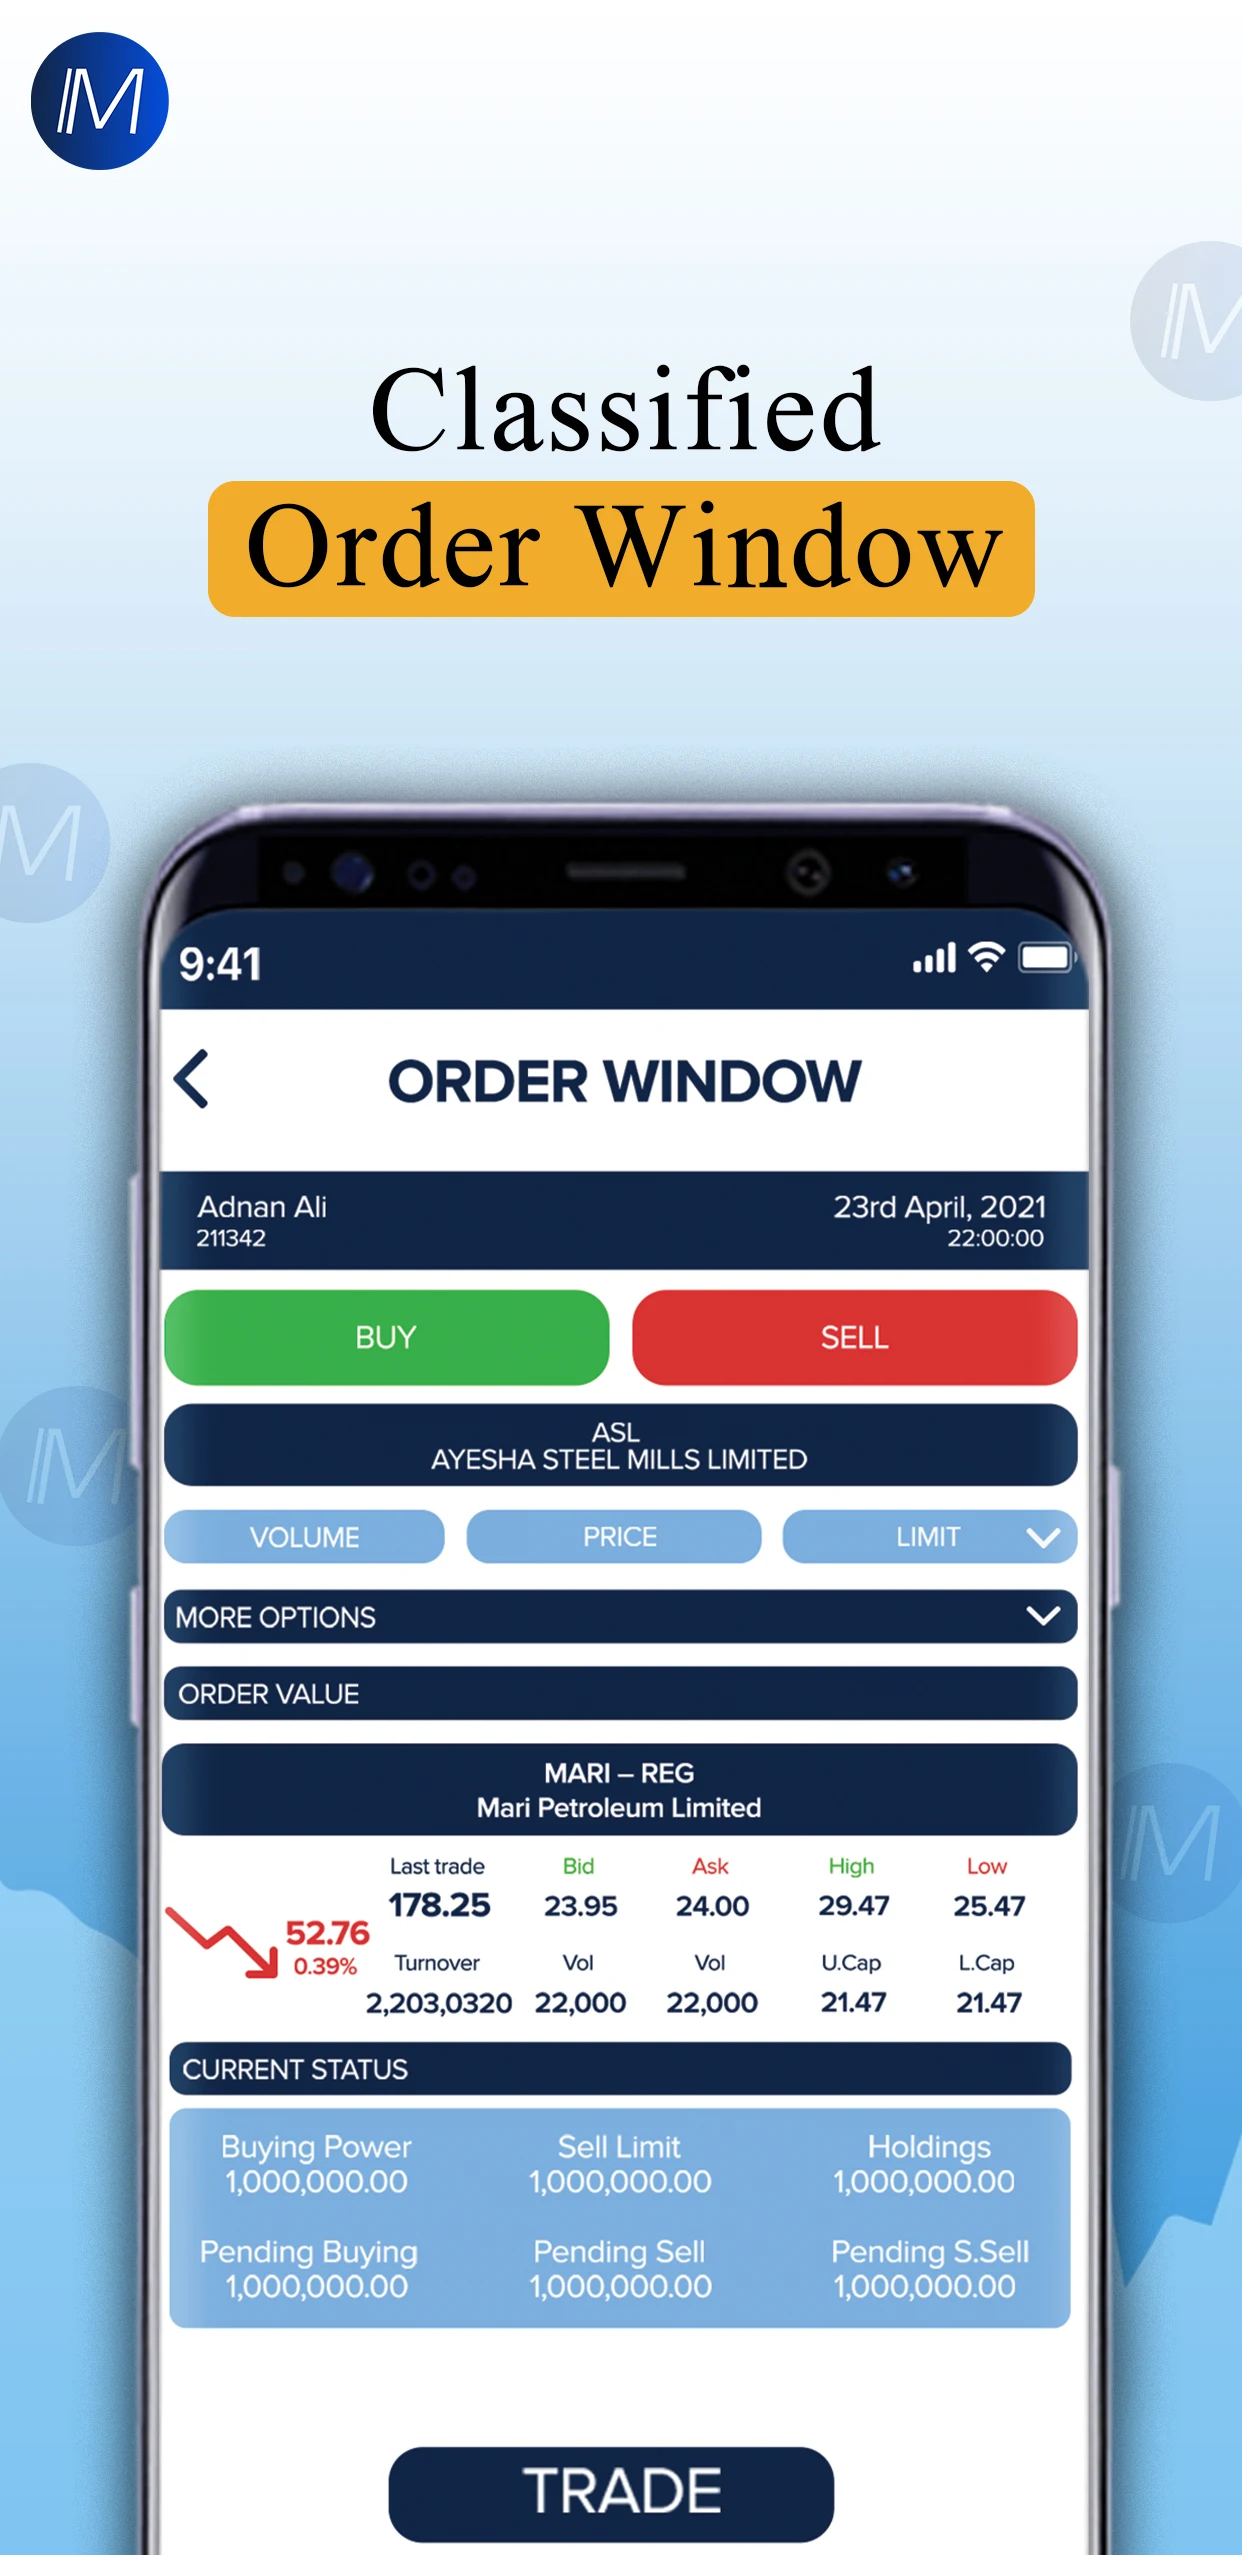 M
Classified
Order Window
9:41
ORDER WINDOW
Adnan Ali
23rd April, 2021
211342
22:00:00
BUY
SELL
ASL
AYESHA STEEL MILLS LIMITED
VOLUME
PRICE
LIMIT
MORE OPTIONS
ORDER VALUE
MARI – REG
Mari Petroleum Limited
52.76
0.39%
Last trade
Bid
Ask
High
Low
178.25
23.95
24.00
29.47
25.47
Turnover
Vol
Vol
U.Cap
L.Cap
2,203,0320
22,000
22,000
21.47
21.47
CURRENT STATUS
Buying Power
Sell Limit
Holdings
1,000,000.00
1,000,000.00
1,000,000.00
Pending Buying
Pending Sell
Pending S.Sell
1,000,000.00
1,000,000.00
1,000,000.00
TRADE